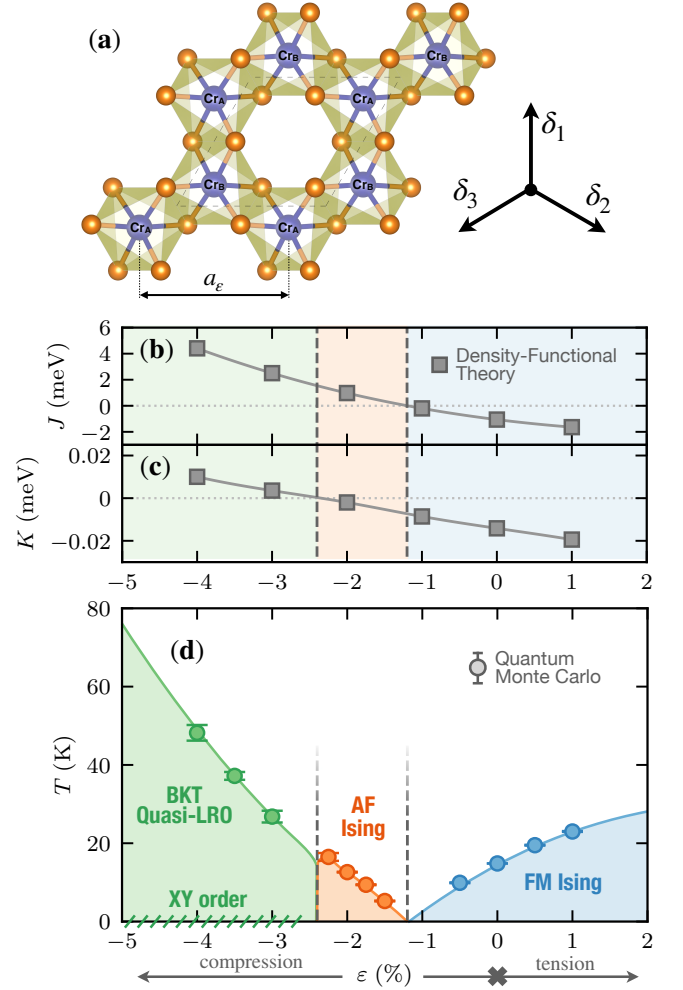 (a)
Cr_B Cr_B
Cr_A Cr_A
Cr_B Cr_B
Cr_A Cr_A
a_ε
δ₁
δ₃ δ₂
(b)
Density-Functional
Theory
J (meV)
6
4
2
0
−2
(c)
K (meV)
0.02
0
−0.02
−5 −4 −3 −2 −1 0 1 2
(d)
Quantum
Monte Carlo
T (K)
80
60
40
20
0
BKT
Quasi-LRO
AF
Ising
XY order
FM Ising
−5 −4 −3 −2 −1 0 1 2
compression ε (%) tension